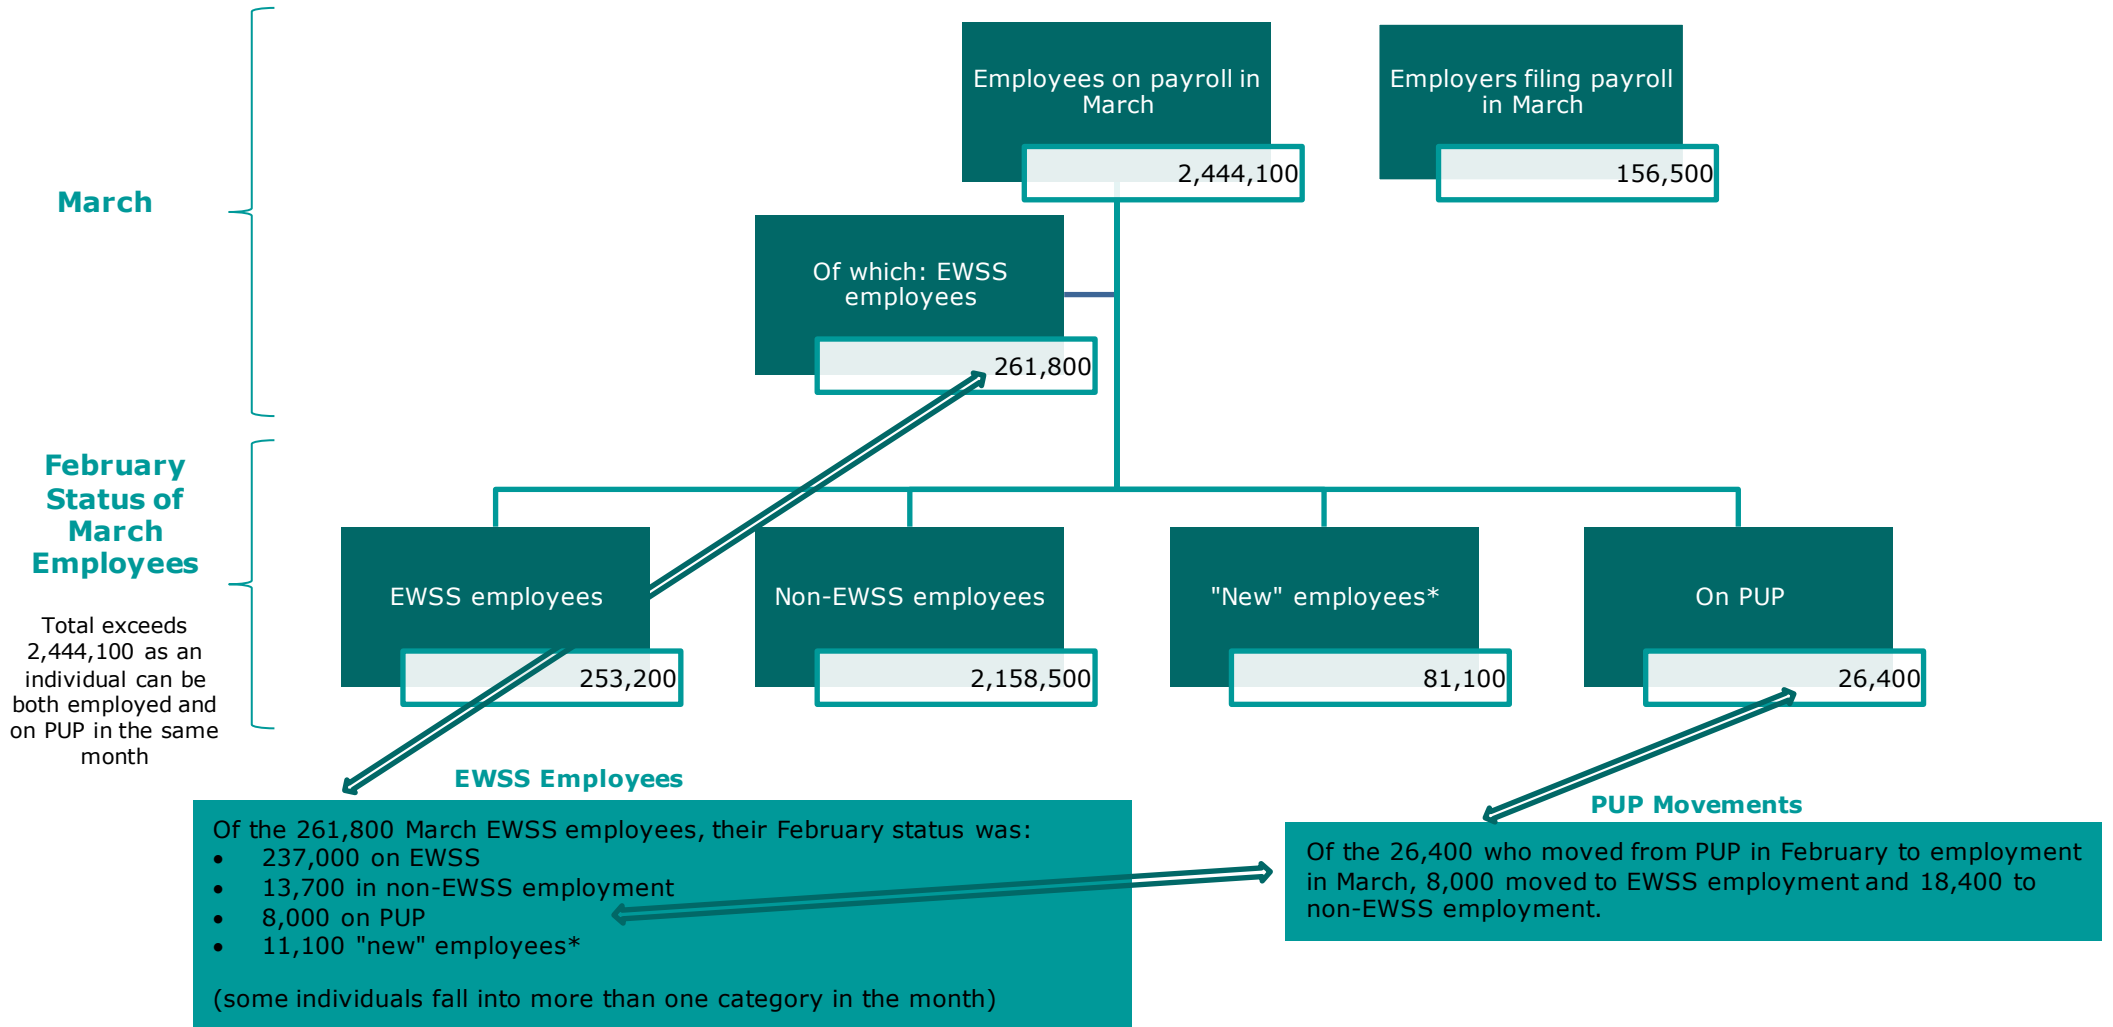 March
Employees on payroll in
March
2,444,100
Employers filing payroll
in March
156,500
Of which: EWSS
employees
261,800
February
Status of
March
Employees
Total exceeds
2,444,100 as an
individual can be
both employed and
on PUP in the same
month
EWSS employees
253,200
Non-EWSS employees
2,158,500
"New" employees*
81,100
On PUP
26,400
EWSS Employees
Of the 261,800 March EWSS employees, their February status was:
• 237,000 on EWSS
• 13,700 in non-EWSS employment
• 8,000 on PUP
• 11,100 "new" employees*
(some individuals fall into more than one category in the month)
PUP Movements
Of the 26,400 who moved from PUP in February to employment
in March, 8,000 moved to EWSS employment and 18,400 to
non-EWSS employment.